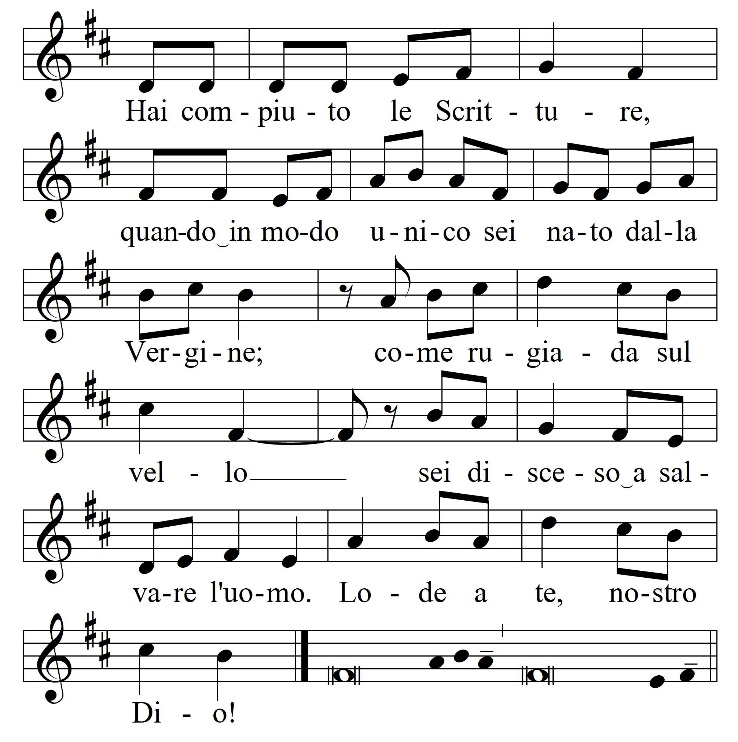 Hai com - piu - to le Scrit - tu - re,
quan-do‿in mo-do u-ni-co sei na-to dal-la
Ver-gi-ne; co-me ru - gia - da sul
vel - lo sei di - sce - so‿a sal -
va-re l'uo-mo. Lo - de a te, no-stro
Di - o!